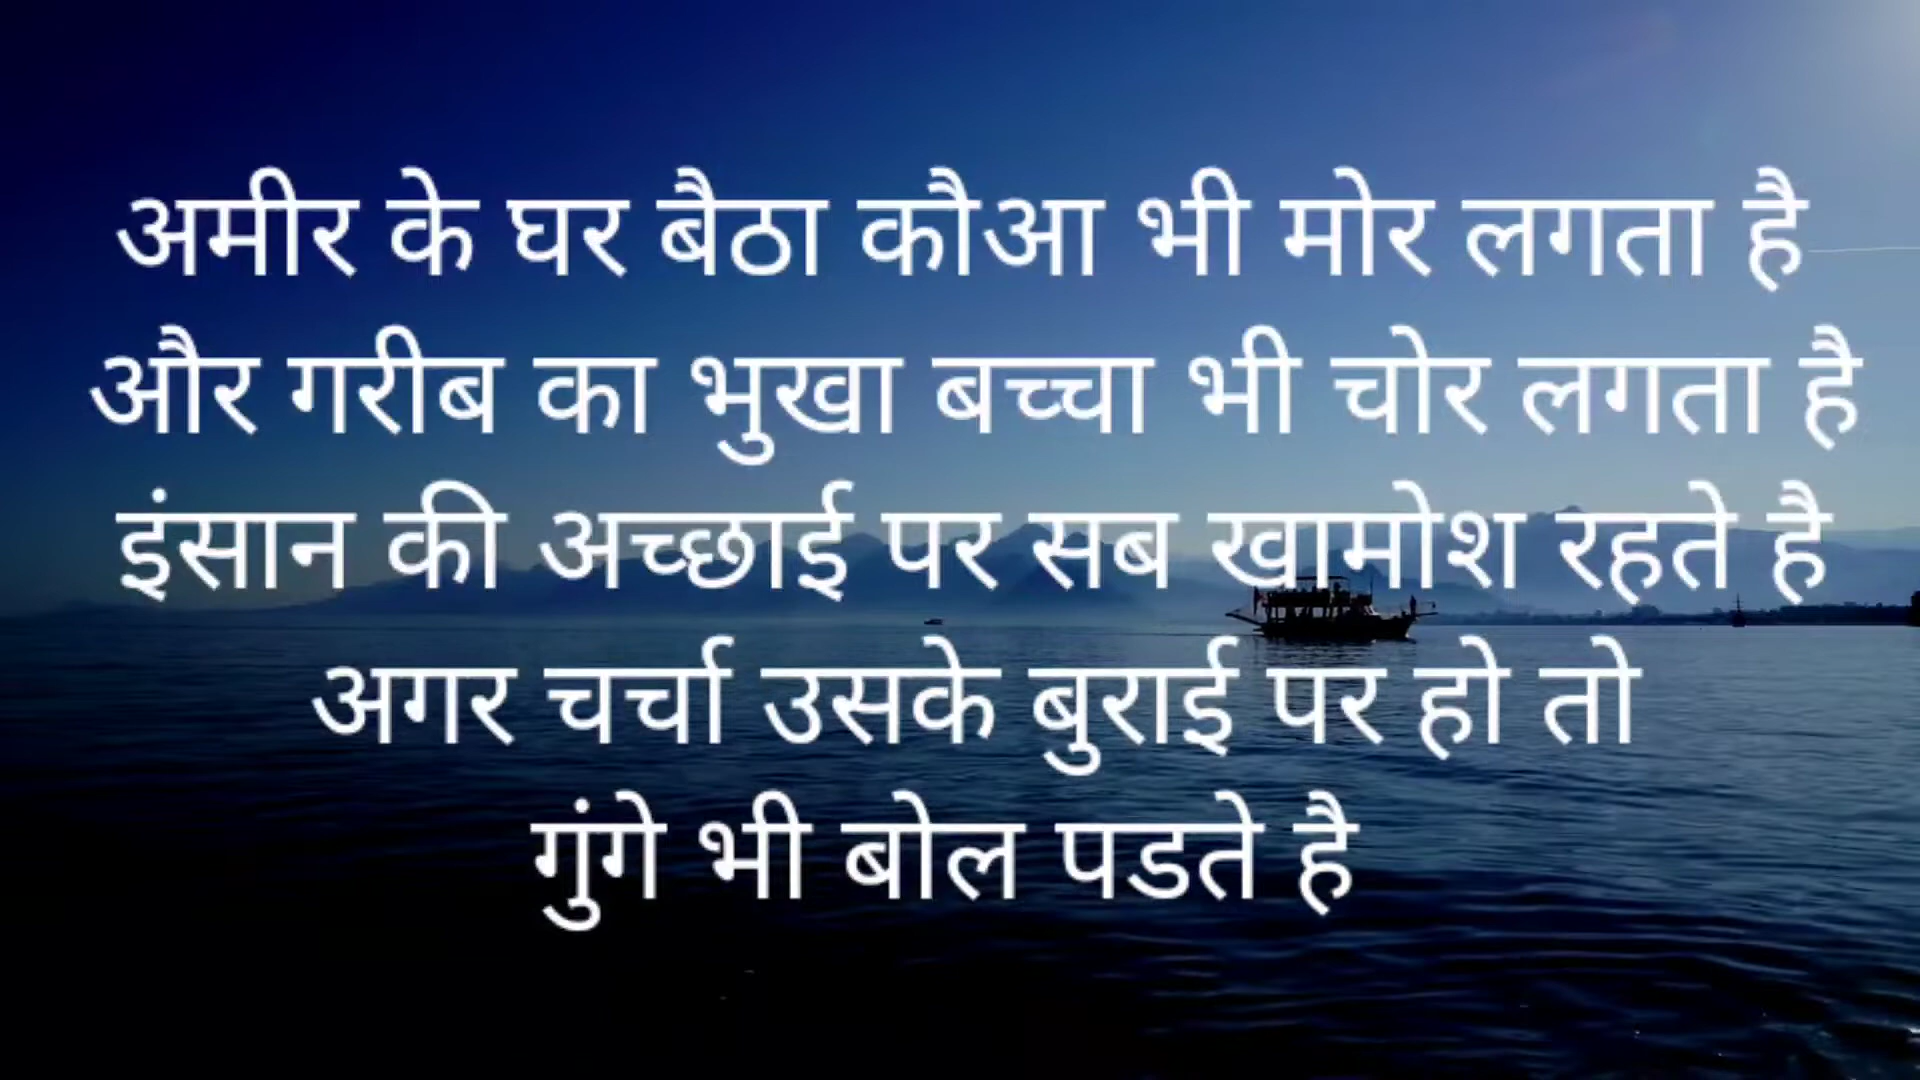 अमीर के घर बैठा कौआ भी मोर लगता है
और गरीब का भुखा बच्चा भी चोर लगता है
इंसान की अच्छाई पर सब खामोश रहते है
अगर चर्चा उसके बुराई पर हो तो
गुंगे भी बोल पडते है